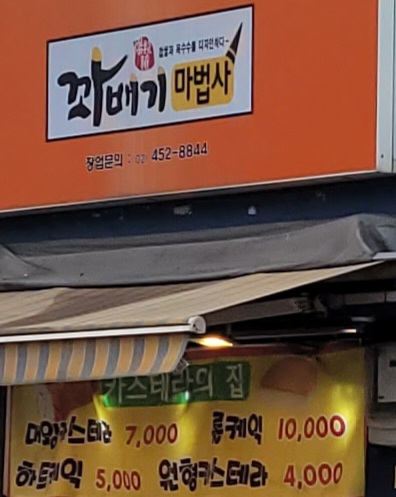 찹쌀과 옥수수를 디자인하다~
꽈배기 마법사
창업문의 : 02) 452-8844
카스테라의 집
대왕카스테라 7,000 롤케익 10,000
하트케익 5,000 원형카스테라 4,000